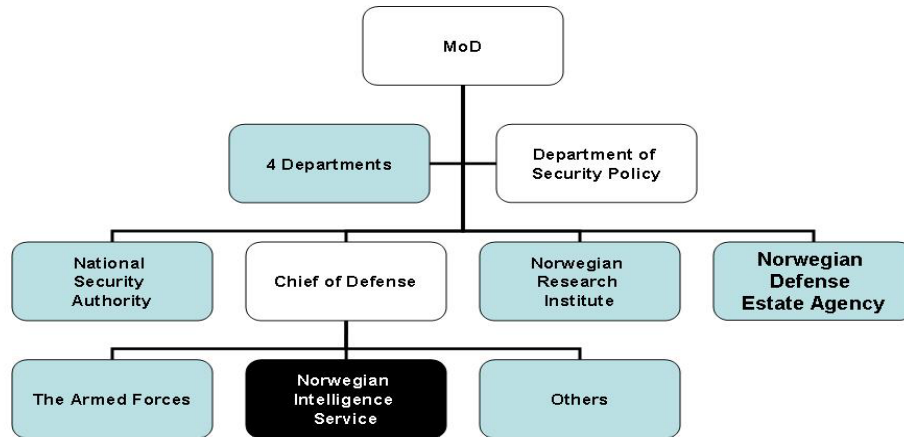 MoD
4 Departments
Department of
Security Policy
National
Security
Authority
Chief of Defense
Norwegian
Research
Institute
Norwegian
Defense
Estate Agency
The Armed Forces
Norwegian
Intelligence
Service
Others